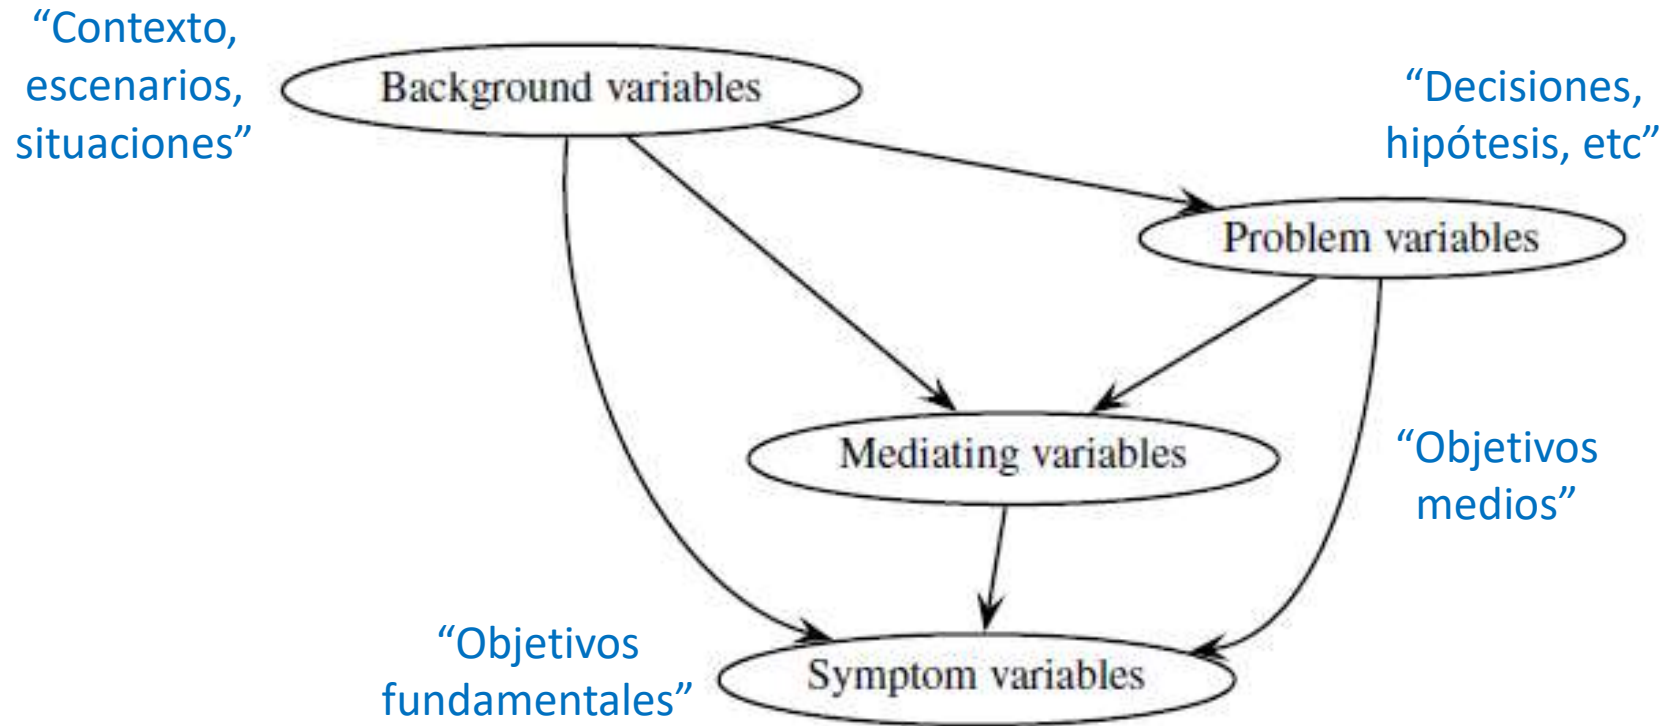 “Contexto,
escenarios,
situaciones”
Background variables
“Decisiones,
hipótesis, etc”
Problem variables
Mediating variables
“Objetivos
medios”
“Objetivos
fundamentales”
Symptom variables